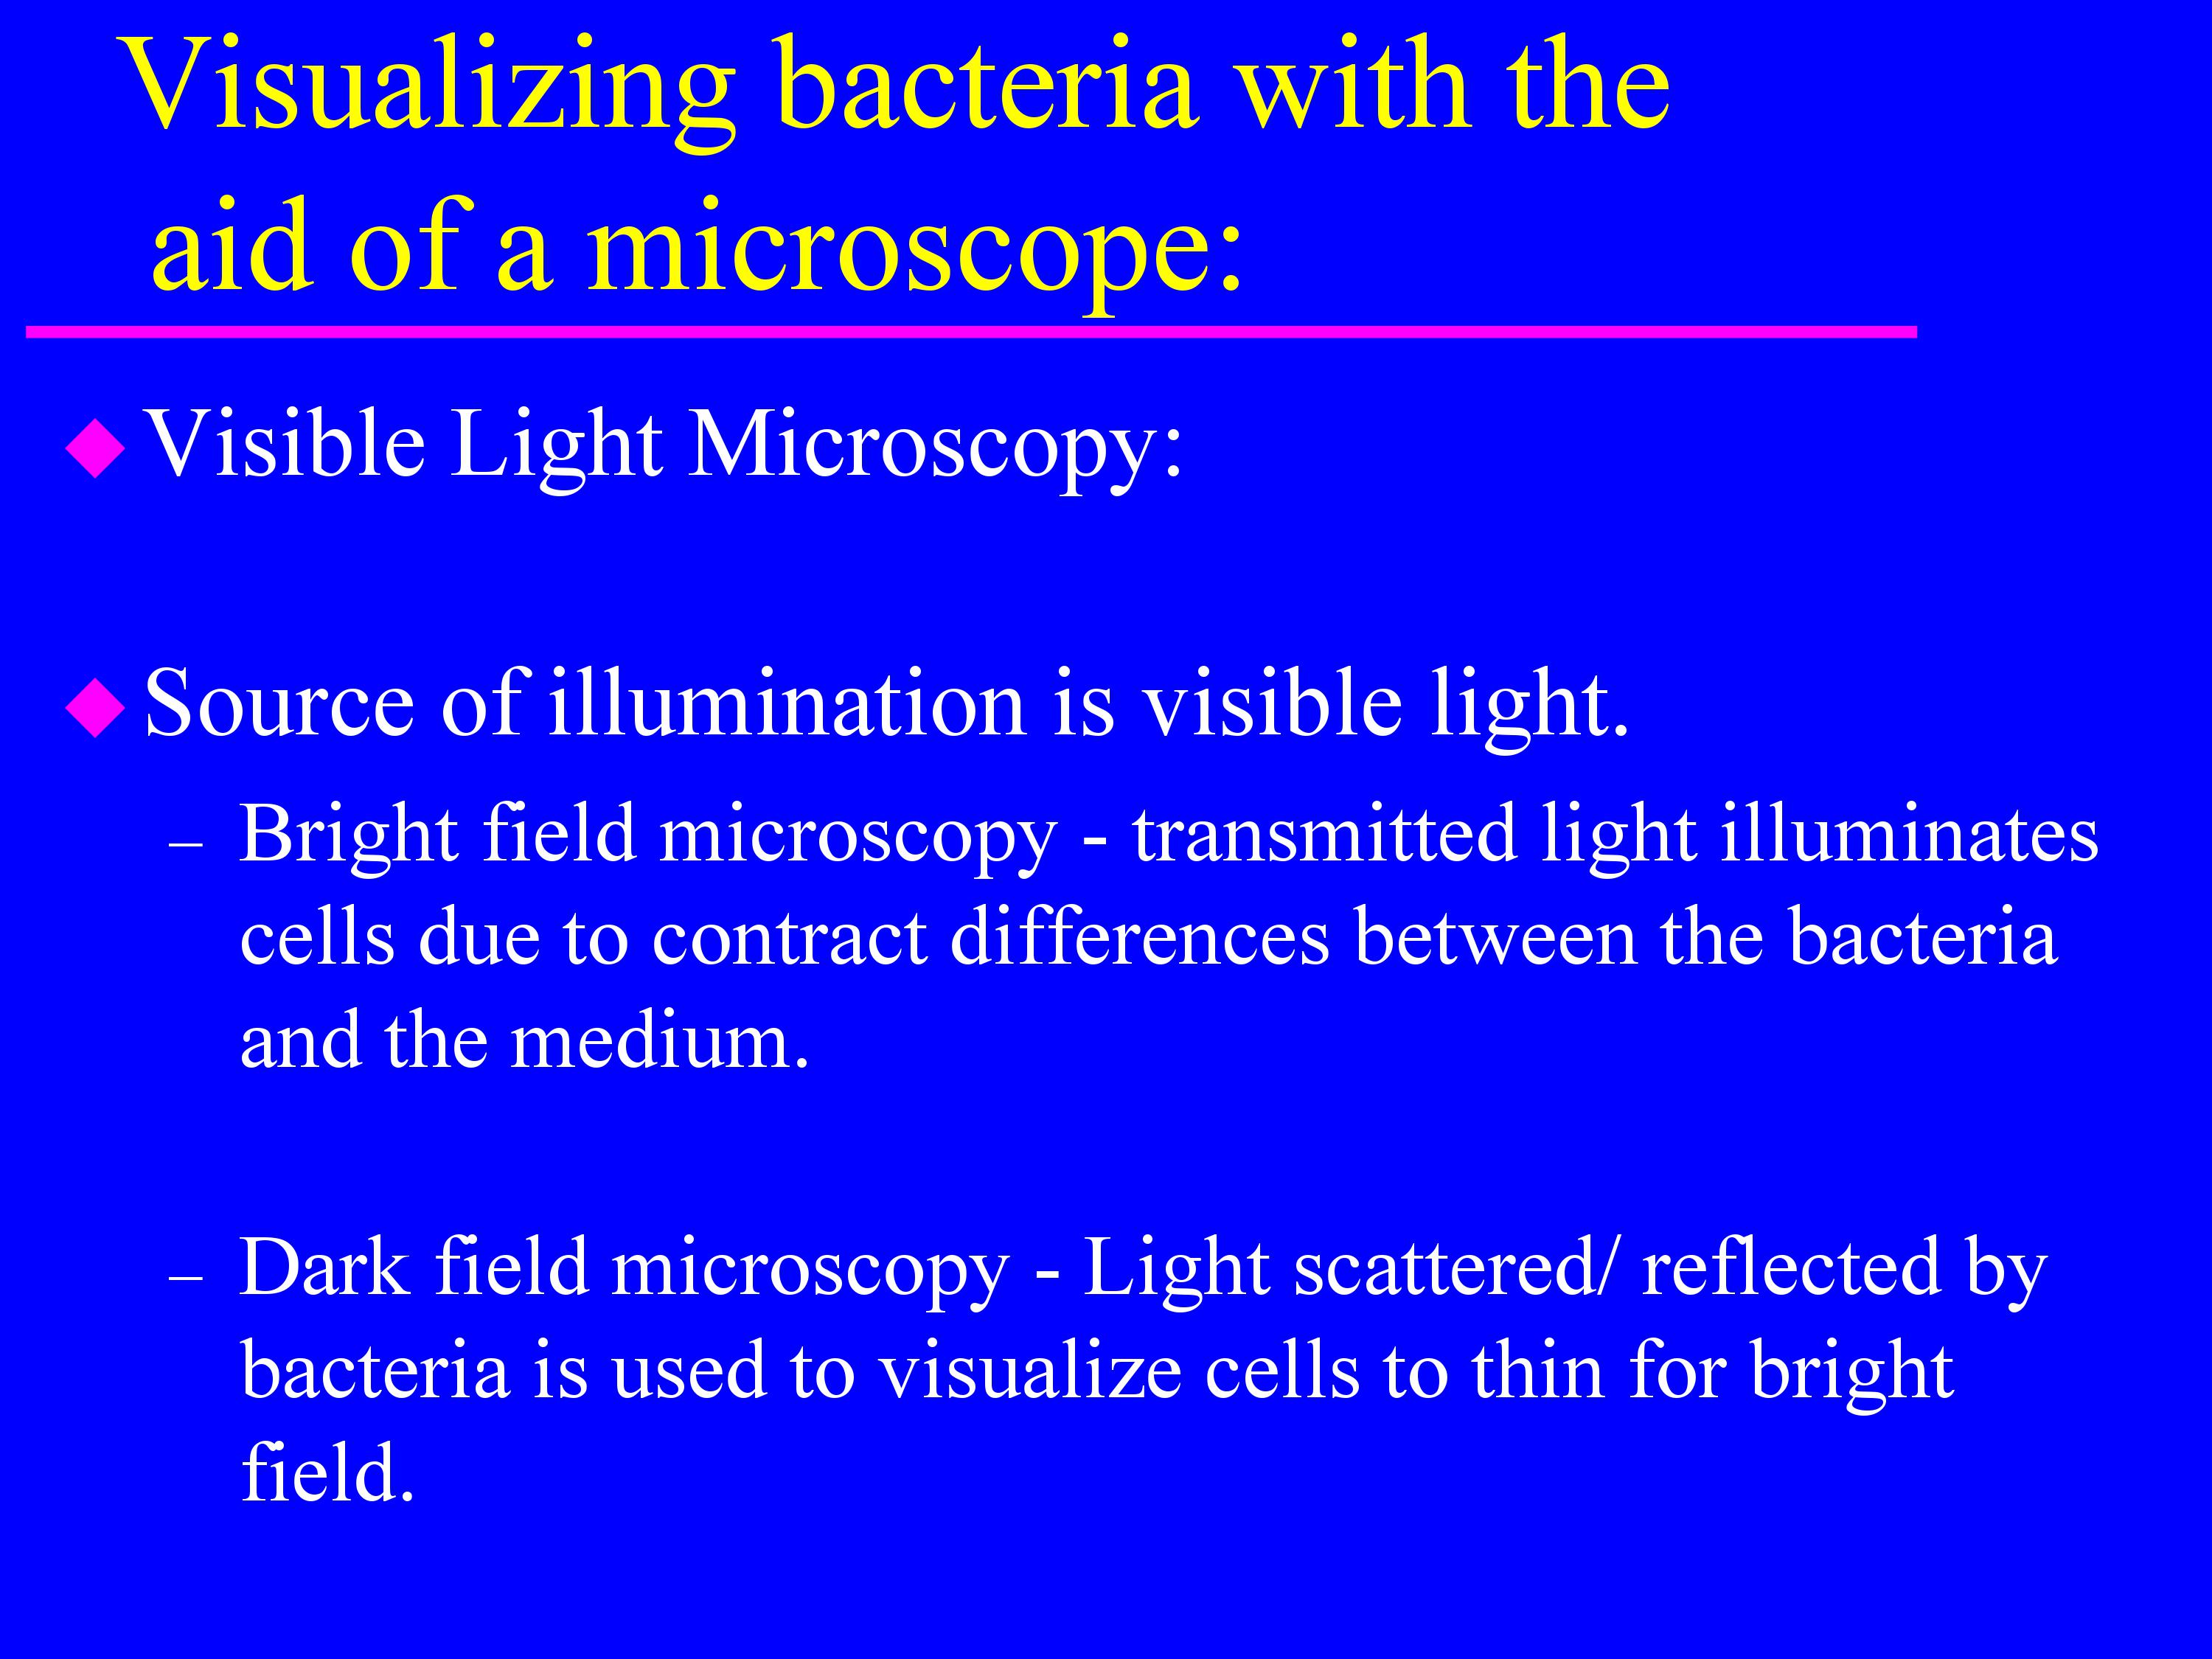 Visualizing bacteria with the
aid of a microscope:
Visible Light Microscopy:
Source of illumination is visible light.
– Bright field microscopy - transmitted light illuminates
cells due to contract differences between the bacteria
and the medium.
– Dark field microscopy - Light scattered/ reflected by
bacteria is used to visualize cells to thin for bright
field.